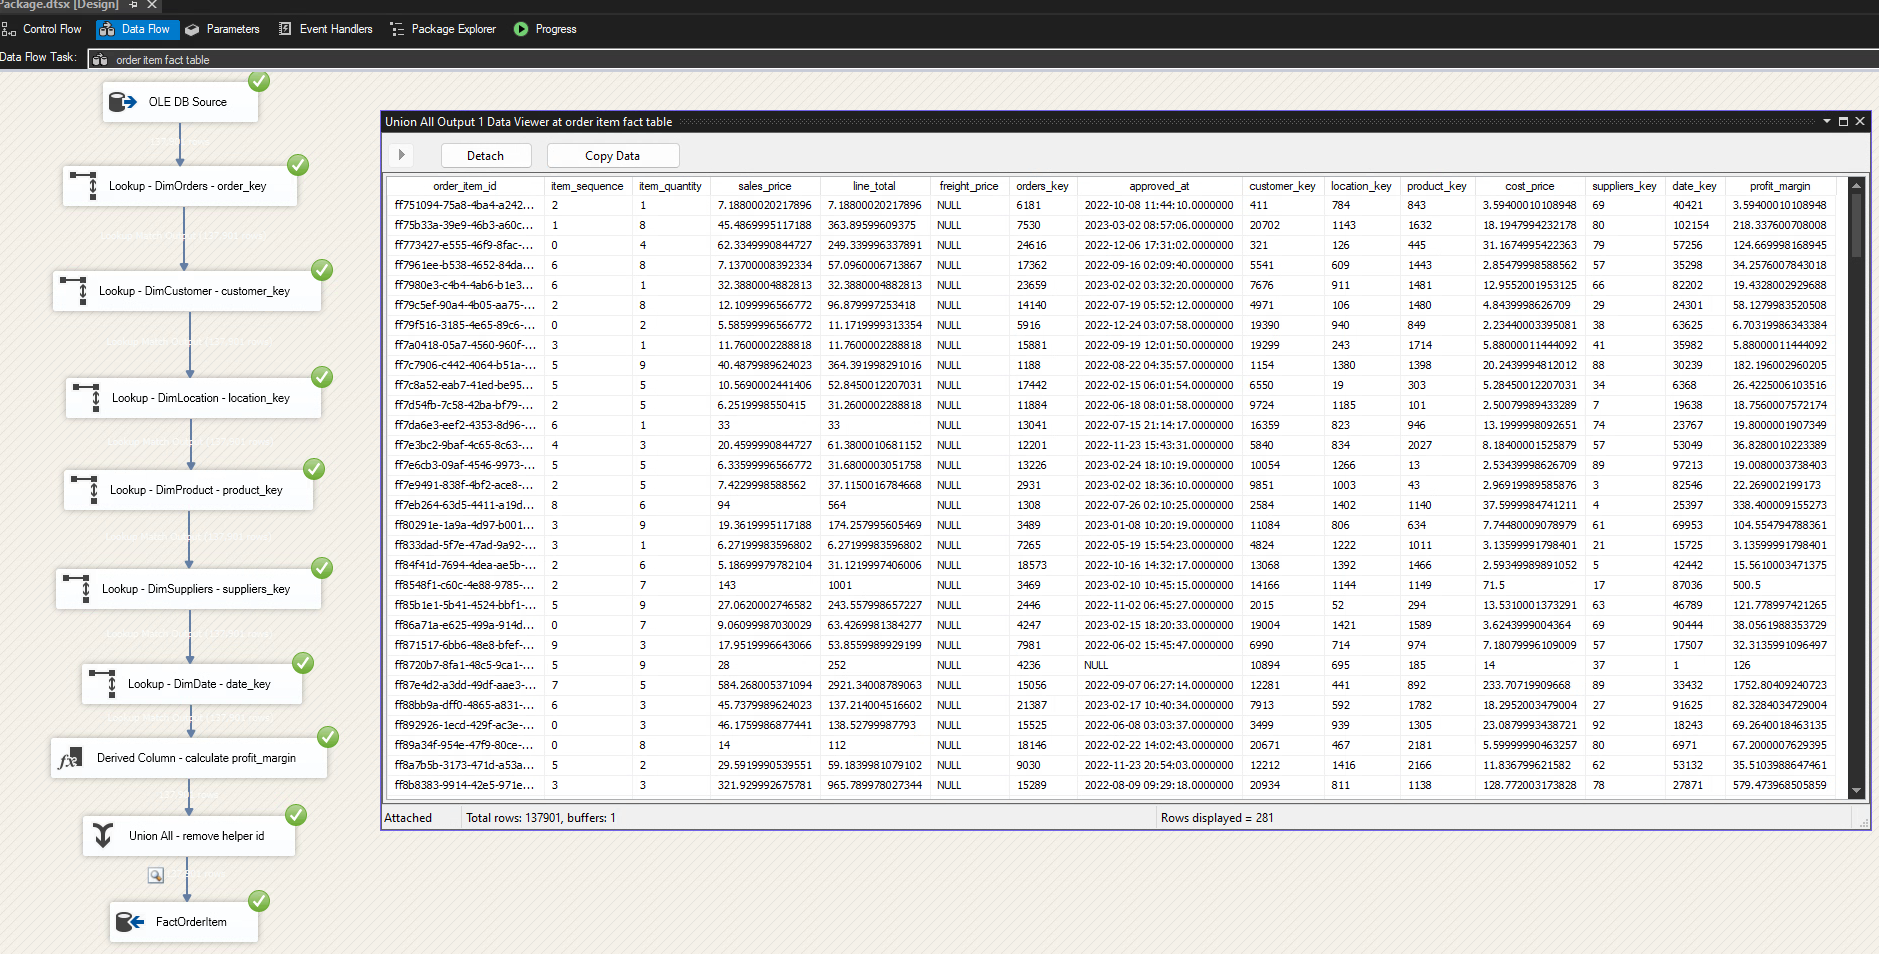 Package.dtsx [Design]
Control Flow Data Flow Parameters Event Handlers Package Explorer Progress
Data Flow Task: order item fact table
OLE DB Source
Lookup - DimOrders - order_key
Lookup - DimCustomer - customer_key
Lookup - DimLocation - location_key
Lookup - DimProduct - product_key
Lookup - DimSuppliers - suppliers_key
Lookup - DimDate - date_key
Derived Column - calculate profit_margin
Union All - remove helper id
FactOrderItem
Union All Output 1 Data Viewer at order item fact table
Detach Copy Data
order_item_id item_sequence item_quantity sales_price line_total freight_price orders_key approved_at customer_key location_key product_key cost_price suppliers_key date_key profit_margin
ff751094-75a8-4ba4-a242... 2 1 7.18800020217896 7.18800020217896 NULL 6181 2022-10-08 11:44:10.0000000 411 784 843 3.59400010108948 69 40421 3.59400010108948
ff75b33a-39e9-46b3-a60c... 1 8 45.4869995117188 363.89599609375 NULL 7530 2023-03-02 08:57:06.0000000 20702 1143 1632 18.1947994232178 80 102154 218.337600708008
ff773427-e555-46f9-8fac-... 0 4 62.3349990844727 249.339996337891 NULL 24616 2022-12-06 17:31:02.0000000 321 126 445 31.1674995422363 79 57256 124.669998168945
ff7961ee-b538-4652-84da... 6 8 7.13700008392334 57.0960006713867 NULL 17362 2022-09-16 02:09:40.0000000 5541 609 1443 2.85479998588562 57 35298 34.2576007843018
ff7980e3-c4b4-4ab6-b1e3... 6 1 32.3880004882813 32.3880004882813 NULL 23659 2023-02-02 03:32:20.0000000 7676 911 1481 12.9552001953125 66 82202 19.4328002929688
ff79c5ef-90a4-4b05-aa75-... 2 8 12.1099996566772 96.879997253418 NULL 14140 2022-07-19 05:52:12.0000000 4971 106 1480 4.8439998626709 29 24301 58.1279983520508
ff79f516-3185-4e65-89c6-... 0 2 5.58599996566772 11.1719999313354 NULL 5916 2022-12-24 03:07:58.0000000 19390 940 849 2.23440003395081 38 63625 6.70319986343384
ff7a0418-05a7-4560-960f-... 3 1 11.7600002288818 11.7600002288818 NULL 15881 2022-09-19 12:01:50.0000000 19299 243 1714 5.88000011444092 41 35982 5.88000011444092
ff7c7906-c442-4064-b51a-... 5 9 40.4879989624023 364.391998291016 NULL 1188 2022-08-22 04:35:57.0000000 1154 1380 1398 20.2439994812012 88 30239 182.196002960205
ff7c8a52-eab7-41ed-be95... 5 5 10.5690002441406 52.8450012207031 NULL 17442 2022-02-15 06:01:54.0000000 6550 19 303 5.28450012207031 34 6368 26.4225006103516
ff7d54fb-7c58-42ba-bf79-... 2 5 6.2519998550415 31.2600002288818 NULL 11884 2022-06-18 08:01:58.0000000 9724 1185 101 2.50079989433289 7 19638 18.7560007572174
ff7da6e3-eef2-4353-8d96-... 6 1 33 33 NULL 13041 2022-07-15 21:14:17.0000000 16359 823 946 13.1999998092651 74 23767 19.8000001907349
ff7e3bc2-9baf-4c65-8c63-... 4 3 20.4599990844727 61.3800010681152 NULL 12201 2022-11-23 15:43:31.0000000 5840 834 2027 8.18400001525879 57 53049 36.8280010223389
ff7e6cb3-09af-4546-9973-... 5 5 6.33599996566772 31.6800003051758 NULL 13226 2023-02-24 18:10:19.0000000 10054 1266 13 2.53439998626709 89 97213 19.0080003738403
ff7e9491-838f-4bf2-ace8-... 2 5 7.4229998588562 37.1150016784668 NULL 2931 2023-02-02 18:36:10.0000000 9851 1003 43 2.96919989585876 3 82546 22.269002199173
ff7eb264-63d5-4411-a19d... 8 6 94 564 NULL 1308 2022-07-26 02:10:25.0000000 2584 1402 1140 37.5999984741211 4 25397 338.400009155273
ff80291e-1a9a-4d97-b001... 3 9 19.3619995117188 174.257995605469 NULL 3489 2023-01-08 10:20:19.0000000 11084 806 634 7.74480009078979 61 69953 104.554794788361
ff833dad-5f7e-47ad-9a92-... 3 1 6.27199983596802 6.27199983596802 NULL 7265 2022-05-19 15:54:23.0000000 4824 1222 1011 3.13599991798401 21 15725 3.13599991798401
ff84f41d-7694-4dea-ae5b-... 2 6 5.18699979782104 31.1219997406006 NULL 18573 2022-10-16 14:32:17.0000000 13068 1392 1466 2.59349989891052 5 42442 15.5610003471375
ff8548f1-c60c-4e88-9785-... 2 7 143 1001 NULL 3469 2023-02-10 10:45:15.0000000 14166 1144 1149 71.5 17 87036 500.5
ff85b1e1-5b41-4524-bbf1-... 5 9 27.0620002746582 243.557998657227 NULL 2446 2022-11-02 06:45:27.0000000 2015 52 294 13.5310001373291 63 46789 121.778997421265
ff86a71a-e625-499a-914d... 0 7 9.06099987030029 63.4269981384277 NULL 4247 2023-02-15 18:20:33.0000000 19004 1421 1589 3.6243999004364 69 90444 38.0561988353729
ff871517-6bb6-48e8-bfef-... 9 3 17.9519996643066 53.8559989929199 NULL 7981 2022-06-02 15:45:47.0000000 6990 714 974 7.18079996109009 57 17507 32.3135991096497
ff8720b7-8fa1-48c5-9ca1-... 5 9 28 252 NULL 4236 NULL 10894 695 185 14 37 1 126
ff87e4d2-a3dd-49df-aae3-... 7 5 584.268005371094 2921.34008789063 NULL 15056 2022-09-07 06:27:14.0000000 12281 441 892 233.70719909668 89 33432 1752.80409240723
ff88bb9a-dff0-4865-a831-... 6 3 45.7379989624023 137.214004516602 NULL 21387 2023-02-17 10:40:34.0000000 7913 592 1782 18.2952003479004 27 91625 82.3284034729004
ff892926-1ecd-429f-ac3e-... 0 3 46.1759986877441 138.52799987793 NULL 15525 2022-06-08 03:03:37.0000000 3499 939 1305 23.0879993438721 92 18243 69.2640018463135
ff89a34f-954e-47f9-80ce-... 0 8 14 112 NULL 18146 2022-02-22 14:02:43.0000000 20671 467 2181 5.59999990463257 80 6971 67.2000007629395
ff8a7b5b-3173-471d-a53a... 5 2 29.5919990539551 59.1839981079102 NULL 9030 2022-11-23 20:54:03.0000000 12212 1416 2166 11.836799621582 62 53132 35.5103988647461
ff8b8383-9914-42e5-971e... 3 3 321.929992675781 965.789978027344 NULL 15289 2022-08-09 09:29:18.0000000 20934 811 1138 128.772003173828 78 27871 579.473968505859
Attached Total rows: 137901, buffers: 1 Rows displayed = 281